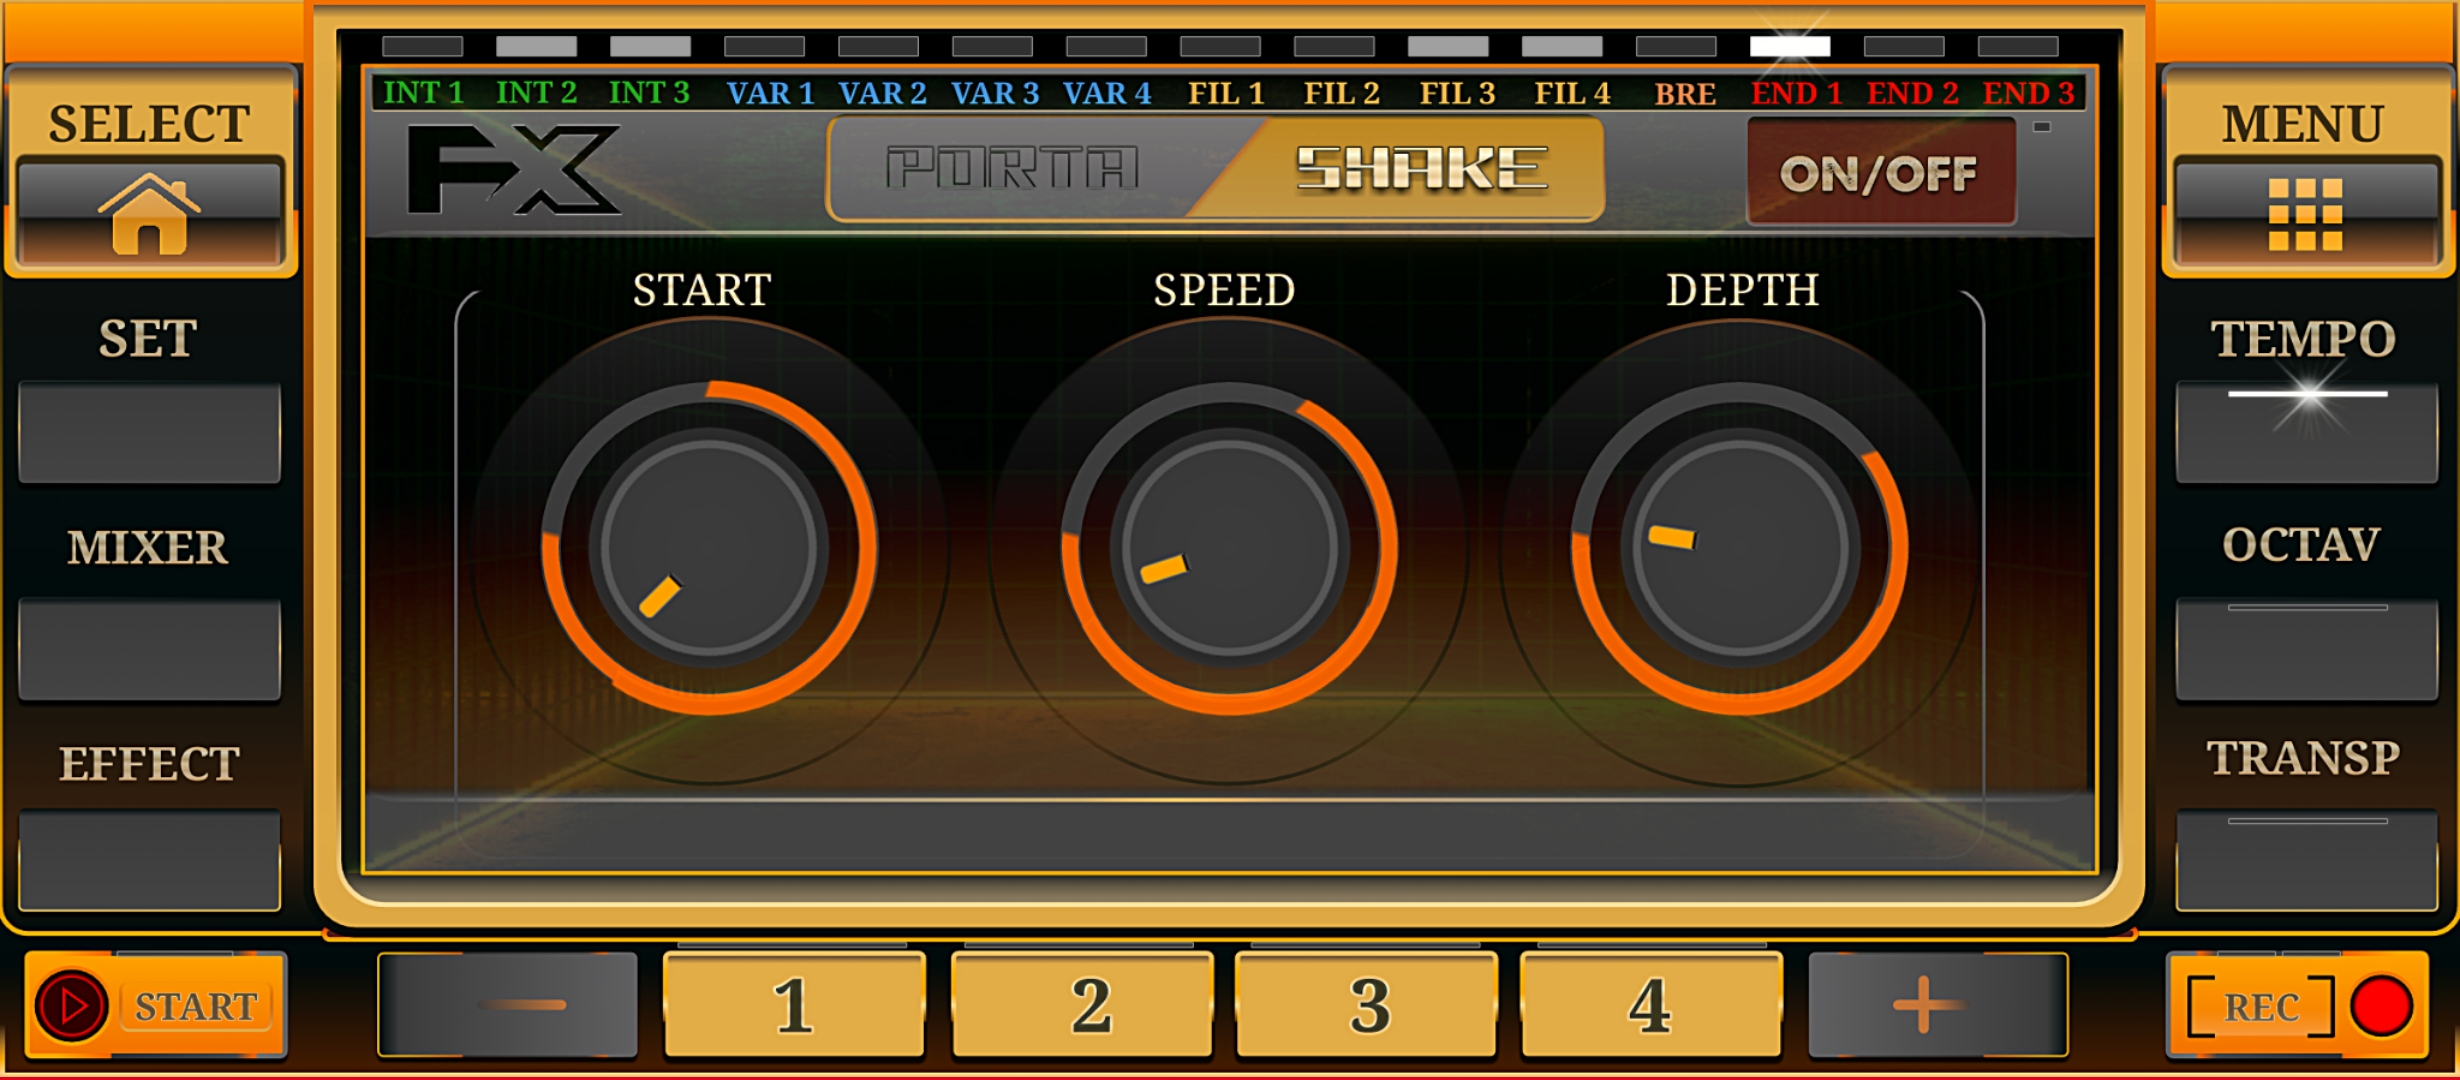 INT 1 INT 2 INT 3 VAR 1 VAR 2 VAR 3 VAR 4 FIL 1 FIL 2 FIL 3 FIL 4 BRE END 1 END 2 END 3
SELECT
FX PORTA SHAKE ON/OFF
MENU
START SPEED DEPTH
SET
TEMPO
MIXER
OCTAV
EFFECT
TRANSP
START 1 2 3 4 + REC